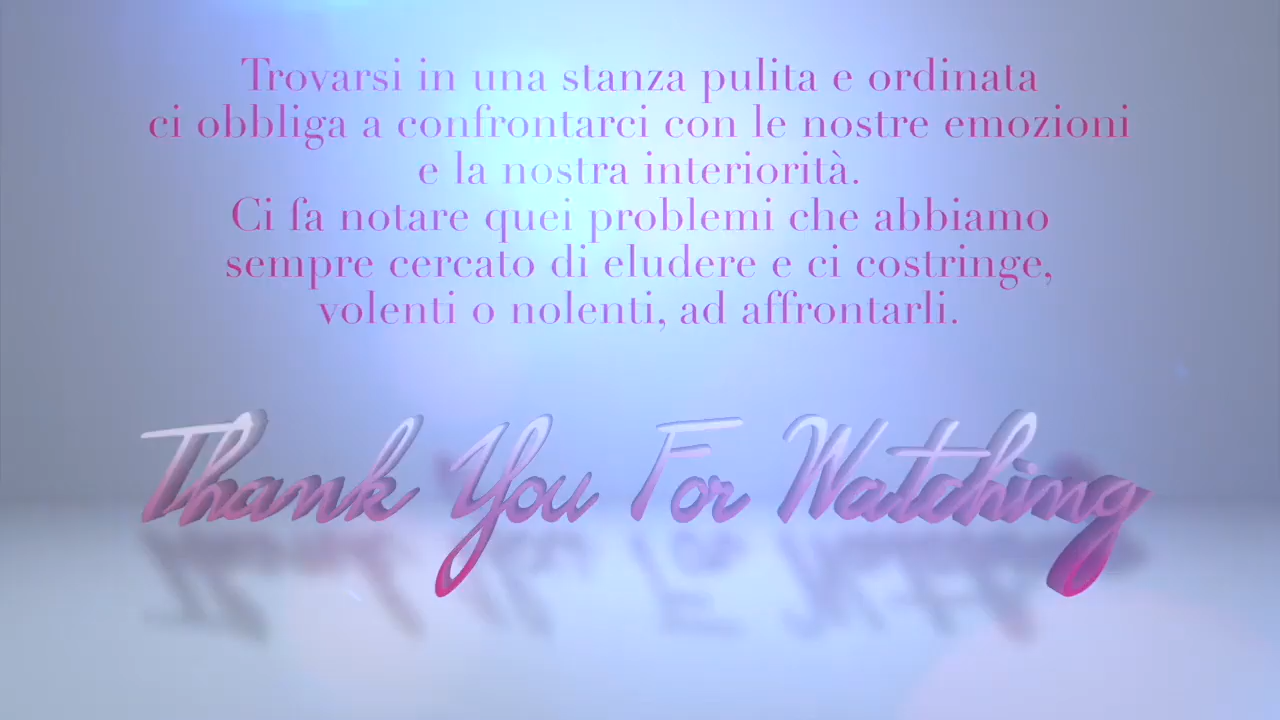 Trovarsi in una stanza pulita e ordinata
ci obbliga a confrontarci con le nostre emozioni
e la nostra interiorità.
Ci fa notare quei problemi che abbiamo
sempre cercato di eludere e ci costringe,
volenti o nolenti, ad affrontarli.
Thank You For Watching